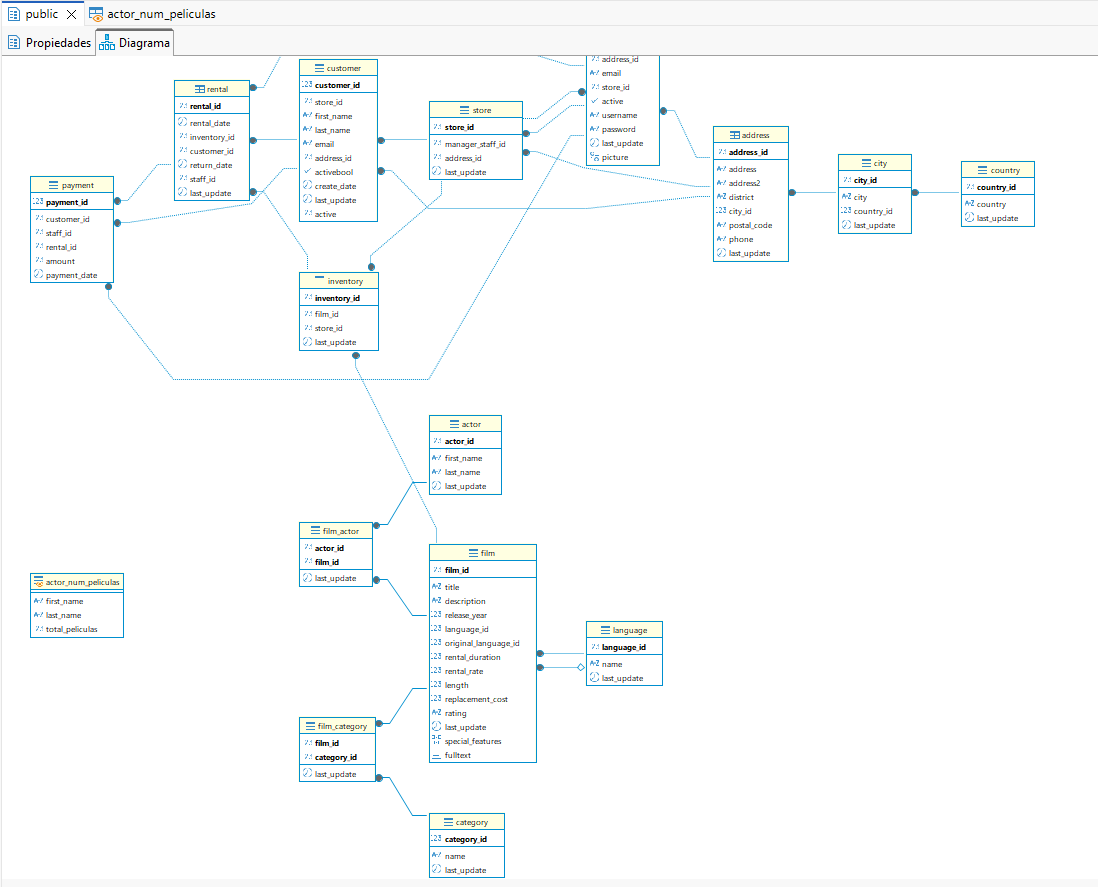 public
actor_num_peliculas
Propiedades
Diagrama
rental
rental_id
rental_date
inventory_id
customer_id
return_date
staff_id
last_update
customer
customer_id
store_id
first_name
last_name
email
address_id
activebool
create_date
last_update
active
store
store_id
manager_staff_id
address_id
last_update
address_id
email
store_id
active
username
password
last_update
picture
address
address_id
address
address2
district
city_id
postal_code
phone
last_update
city
city_id
city
country_id
last_update
country
country_id
country
last_update
payment
payment_id
customer_id
staff_id
rental_id
amount
payment_date
inventory
inventory_id
film_id
store_id
last_update
actor
actor_id
first_name
last_name
last_update
film_actor
actor_id
film_id
last_update
actor_num_peliculas
first_name
last_name
total_peliculas
film
film_id
title
description
release_year
language_id
original_language_id
rental_duration
rental_rate
length
replacement_cost
rating
last_update
special_features
fulltext
language
language_id
name
last_update
film_category
film_id
category_id
last_update
category
category_id
name
last_update